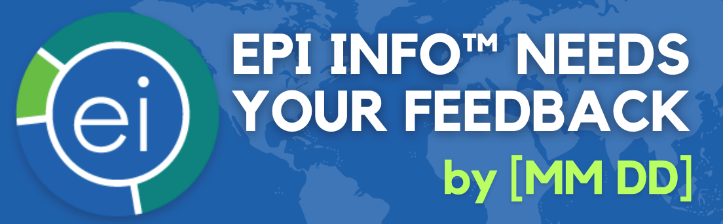 ei
EPI INFO™ NEEDS
YOUR FEEDBACK
by [MM DD]